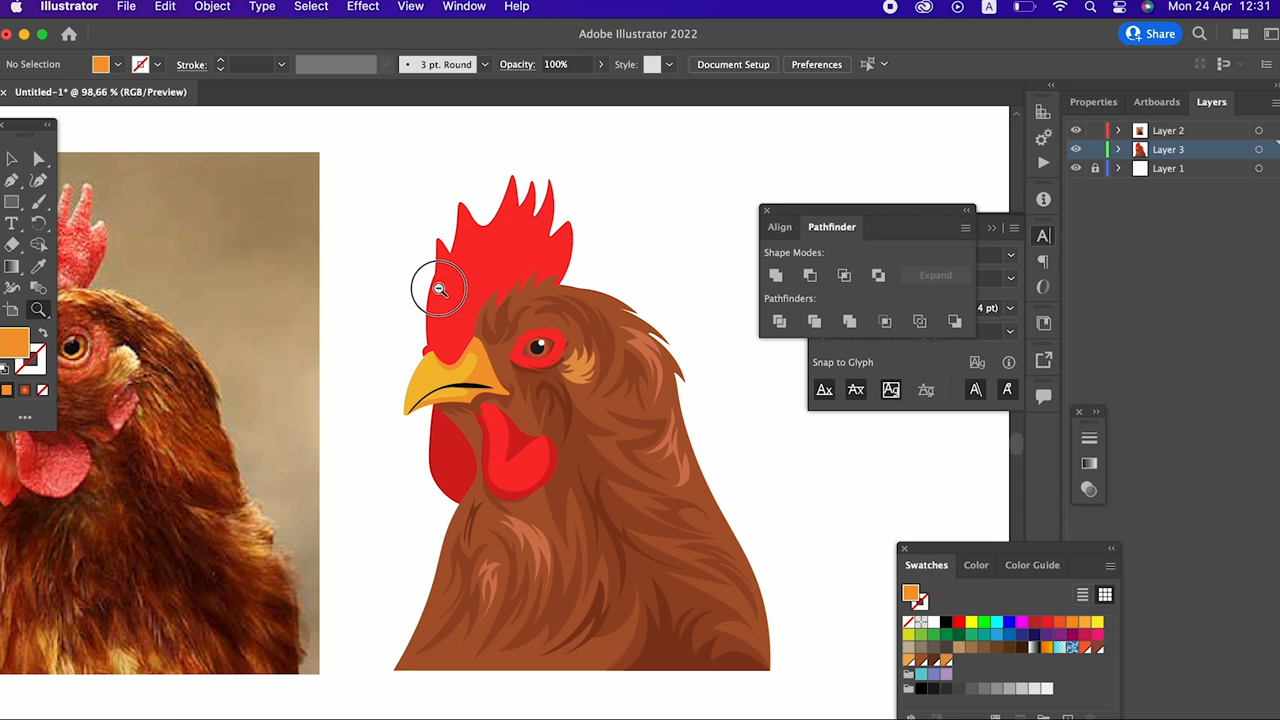 Illustrator File Edit Object Type Select Effect View Window Help A Mon 24 Apr 12:31
Adobe Illustrator 2022 Share
No Selection Stroke: 3 pt. Round Opacity: 100% Style: Document Setup Preferences
Untitled-1* @ 98,66 % (RGB/Preview)
Properties Artboards Layers
Layer 2
Layer 3
Layer 1
Align Pathfinder
Shape Modes:
Expand
Pathfinders:
4 pt)
Snap to Glyph
Swatches Color Color Guide